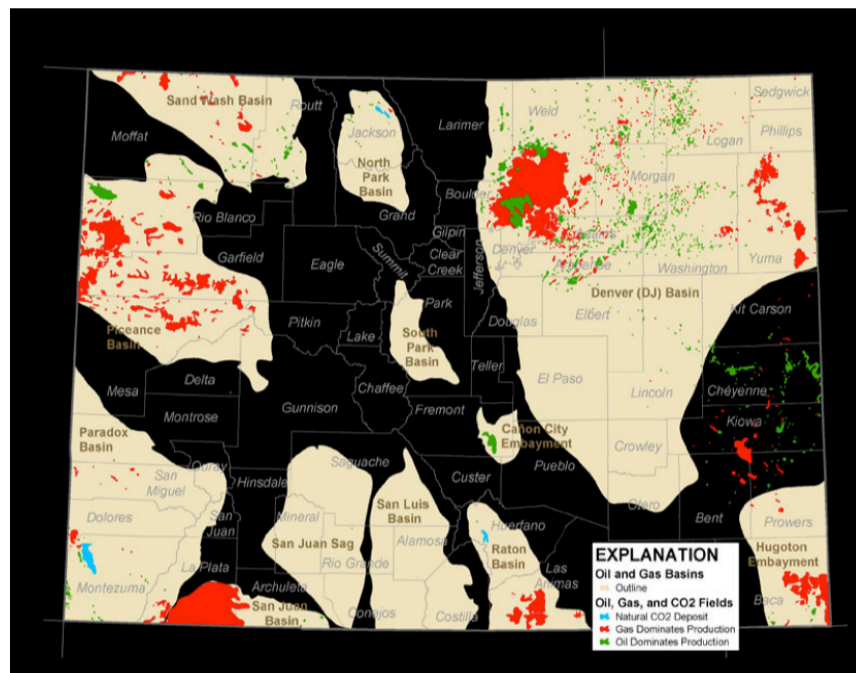 Sand Wash Basin
Routt
Moffat
Jackson
North
Park
Basin
Larimer
Weld
Sedgwick
Phillips
Logan
Morgan
Boulder
Grand
Rio Blanco
Gilpin
Clear
Creek
Jefferson
Denver
Adams
Arapahoe
Washington
Yuma
Garfield
Eagle
Summit
Park
Denver (DJ) Basin
Kit Carson
Douglas
Elbert
Piceance
Basin
Pitkin
Lake
South
Park
Basin
Teller
El Paso
Lincoln
Cheyenne
Mesa
Delta
Chaffee
Gunnison
Fremont
Kiowa
Montrose
Paradox
Basin
Cañon City
Embayment
Crowley
Pueblo
Ouray
Saguache
San
Miguel
Hinsdale
Custer
Otero
Bent
Prowers
Dolores
San
Juan
Mineral
San Luis
Basin
Huerfano
San Juan Sag
Rio Grande
Alamosa
Raton
Basin
Las
Animas
Hugoton
Embayment
Baca
Montezuma
La Plata
Archuleta
San Juan
Basin
Conejos
Costilla
EXPLANATION
Oil and Gas Basins
Outline
Oil, Gas, and CO2 Fields
Natural CO2 Deposit
Gas Dominates Production
Oil Dominates Production